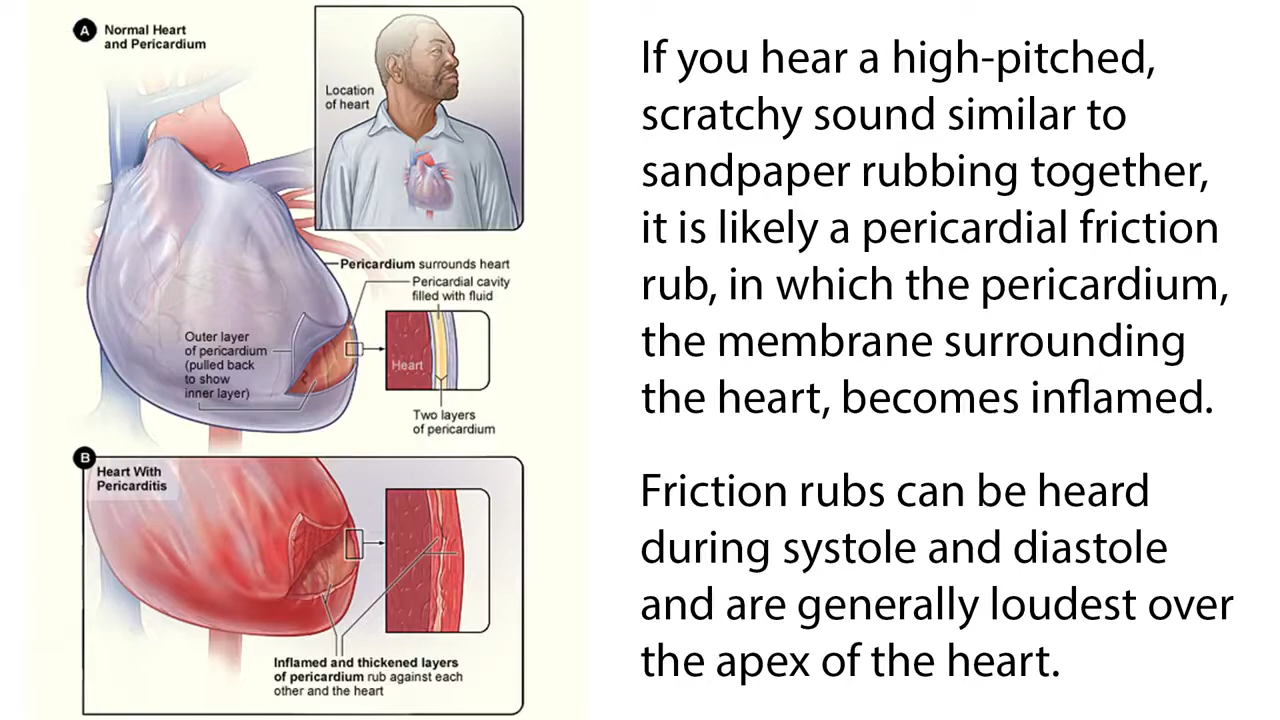 A
Normal Heart
and Pericardium
Location
of heart
Pericardium surrounds heart
Pericardial cavity
filled with fluid
Outer layer
of pericardium
(pulled back
to show
inner layer)
Heart
Two layers
of pericardium
B
Heart With
Pericarditis
Inflamed and thickened layers
of pericardium rub against each
other and the heart
If you hear a high-pitched,
scratchy sound similar to
sandpaper rubbing together,
it is likely a pericardial friction
rub, in which the pericardium,
the membrane surrounding
the heart, becomes inflamed.
Friction rubs can be heard
during systole and diastole
and are generally loudest over
the apex of the heart.